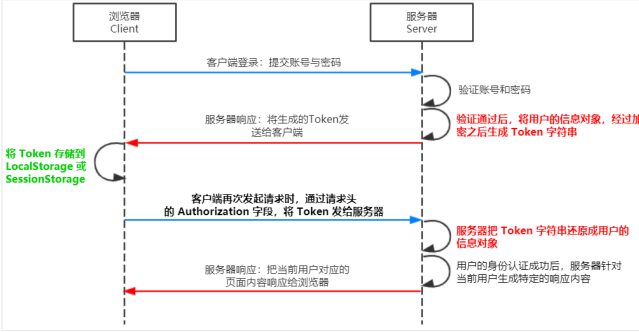 浏览器
Client
服务器
Server
客户端登录：提交账号与密码
验证账号和密码
服务器响应：将生成的Token发
送给客户端
验证通过后，将用户的信息对象，经过加
密之后生成 Token 字符串
将 Token 存储到
LocalStorage 或
SessionStorage
客户端再次发起请求时，通过请求头
的 Authorization 字段，将 Token 发给服务器
服务器把 Token 字符串还原成用户的
信息对象
服务器响应：把当前用户对应的
页面内容响应给浏览器
用户的身份认证成功后，服务器针对
当前用户生成特定的响应内容